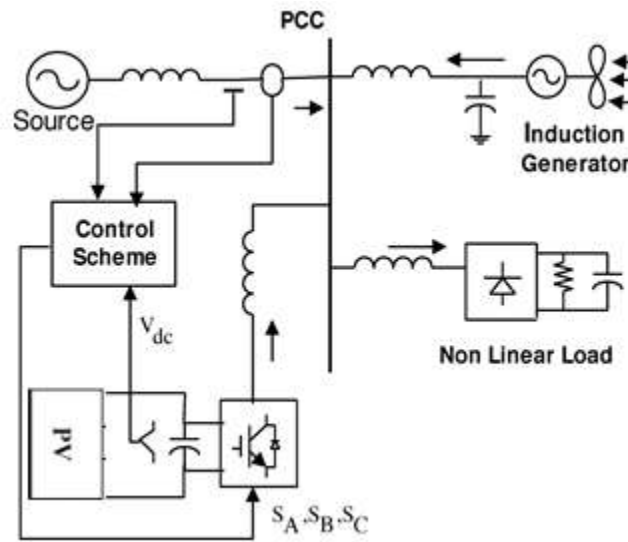 PCC
Source
Induction
Generator
Control
Scheme
Vdc
Non Linear Load
PV
SA,SB,SC